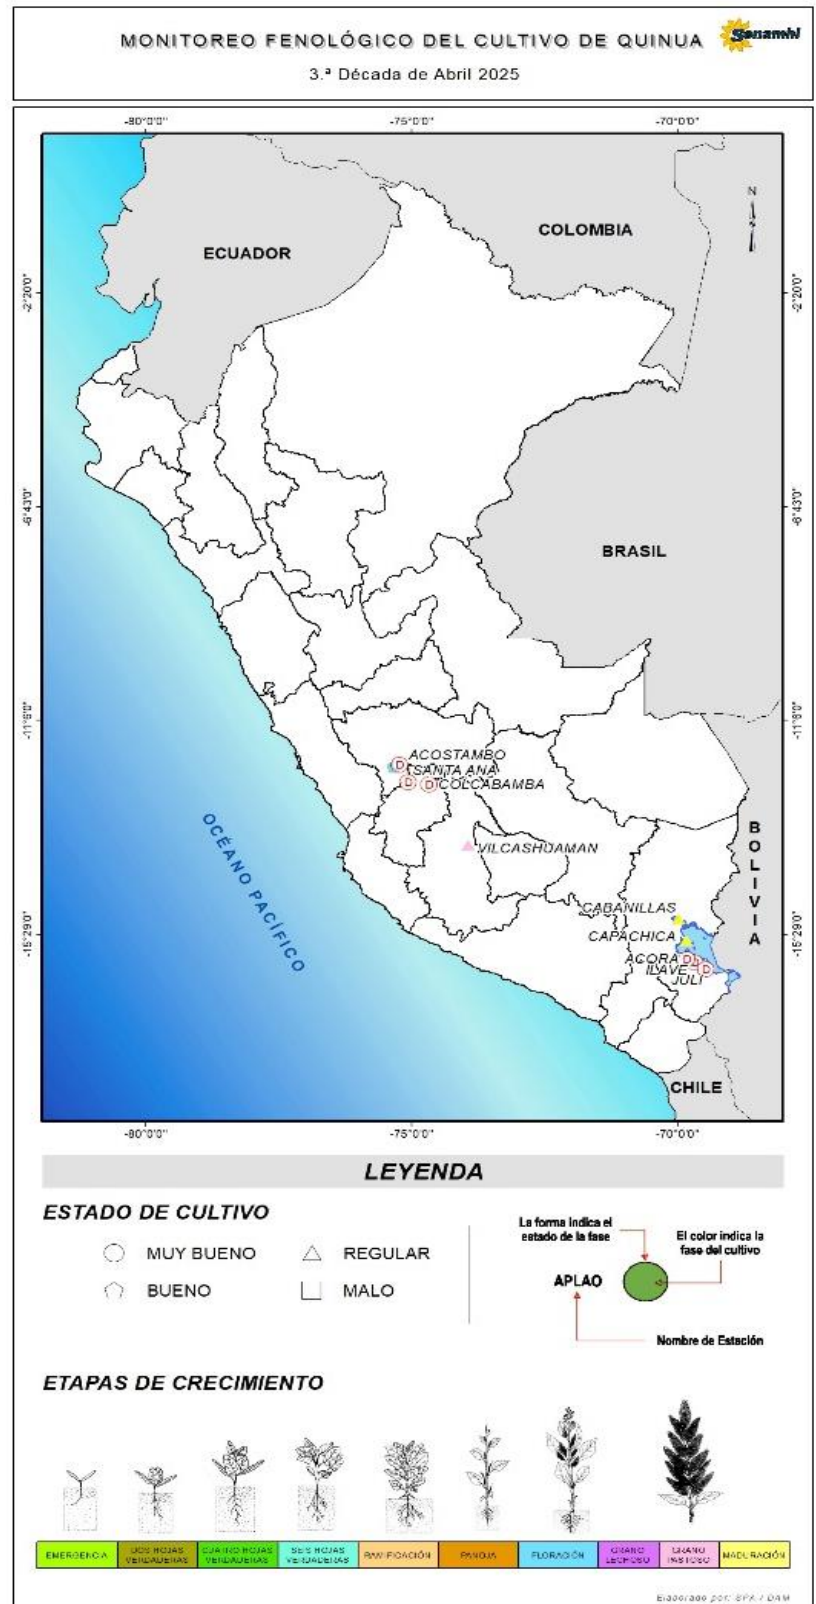 MONITOREO FENOLÓGICO DEL CULTIVO DE QUINUA
Senamhi
3.ª Década de Abril 2025
-80°0'0"
-75°0'0"
-70°0'0"
N
COLOMBIA
ECUADOR
-2°20'0"
-2°20'0"
-6°43'0"
-6°43'0"
BRASIL
-11°6'0"
-11°6'0"
ACOSTAMBO
D
SANTA ANA
D
D
COLCABAMBA
OCÉANO PACÍFICO
BOLIVIA
VILCASHUAMAN
CABANILLAS
-15°29'0"
-15°29'0"
CAPACHICA
ACORA
D
ILAVE
D
JULI
CHILE
-80°0'0"
-75°0'0"
-70°0'0"
LEYENDA
ESTADO DE CULTIVO
MUY BUENO
REGULAR
BUENO
MALO
La forma indica el
estado de la fase
El color indica la
fase del cultivo
APLAO
Nombre de Estación
ETAPAS DE CRECIMIENTO
EMERGENCIA
DOS HOJAS
VERDADERAS
CUATRO HOJAS
VERDADERAS
SEIS HOJAS
VERDADERAS
RAMIFICACIÓN
PANOJA
FLORACIÓN
GRANO
LECHOSO
GRANO
PASTOSO
MADURACIÓN
Elaborado por: SPA / DAM